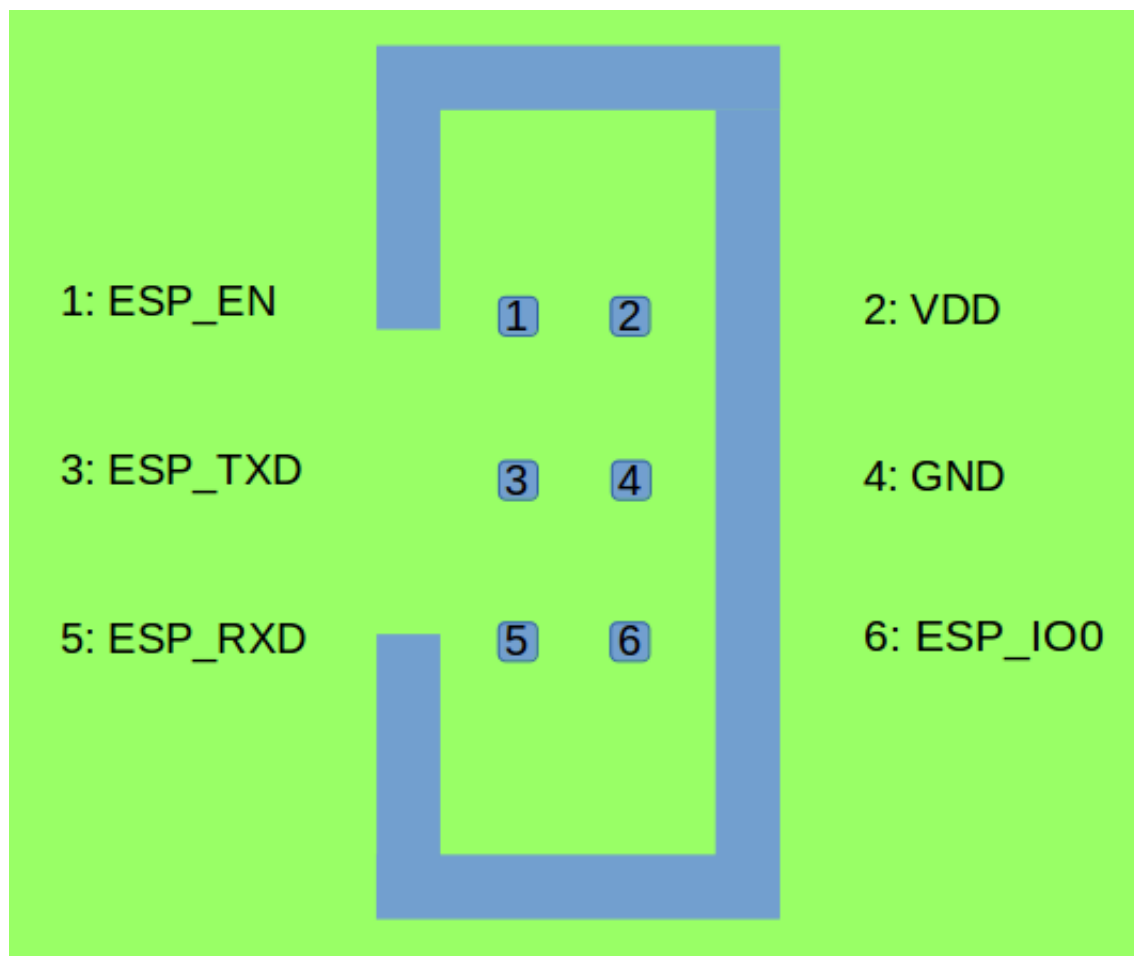 1: ESP_EN
1 2
2: VDD
3: ESP_TXD
3 4
4: GND
5: ESP_RXD
5 6
6: ESP_IO0